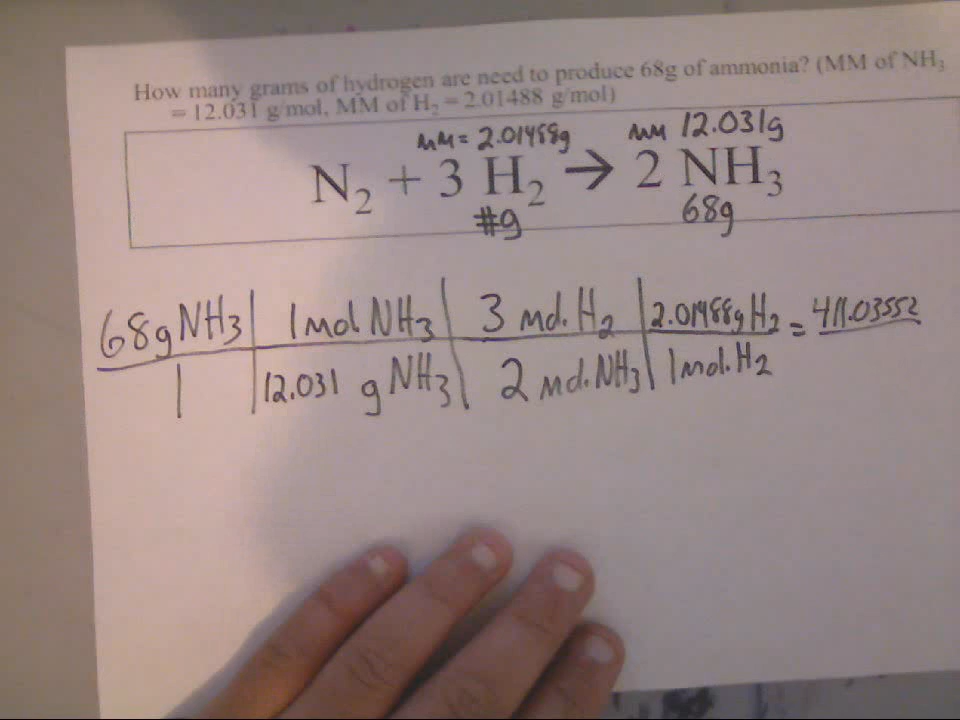 How many grams of hydrogen are need to produce 68g of ammonia? (MM of NH₃
= 12.031 g/mol, MM of H₂ = 2.01488 g/mol)
MM = 2.01488g MM 12.031g
N₂ + 3 H₂ → 2 NH₃
#g 68g
68g NH₃ | 1 mol NH₃ | 3 mol. H₂ | 2.01488g H₂ = 411.03552
1 | 12.031 g NH₃ | 2 mol. NH₃ | 1 mol. H₂